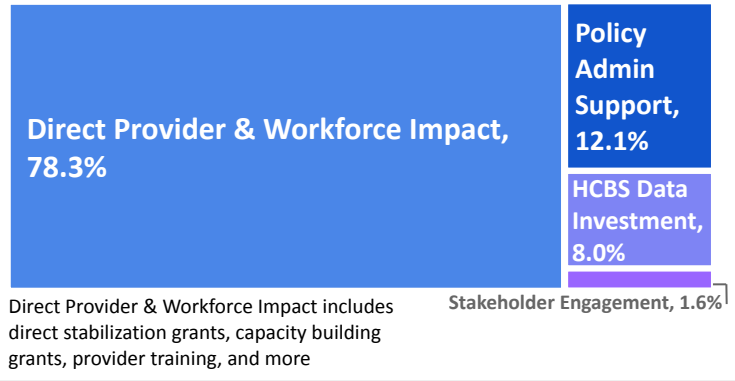 Direct Provider & Workforce Impact,
78.3%
Policy
Admin
Support,
12.1%
HCBS Data
Investment,
8.0%
Stakeholder Engagement, 1.6%
Direct Provider & Workforce Impact includes
direct stabilization grants, capacity building
grants, provider training, and more